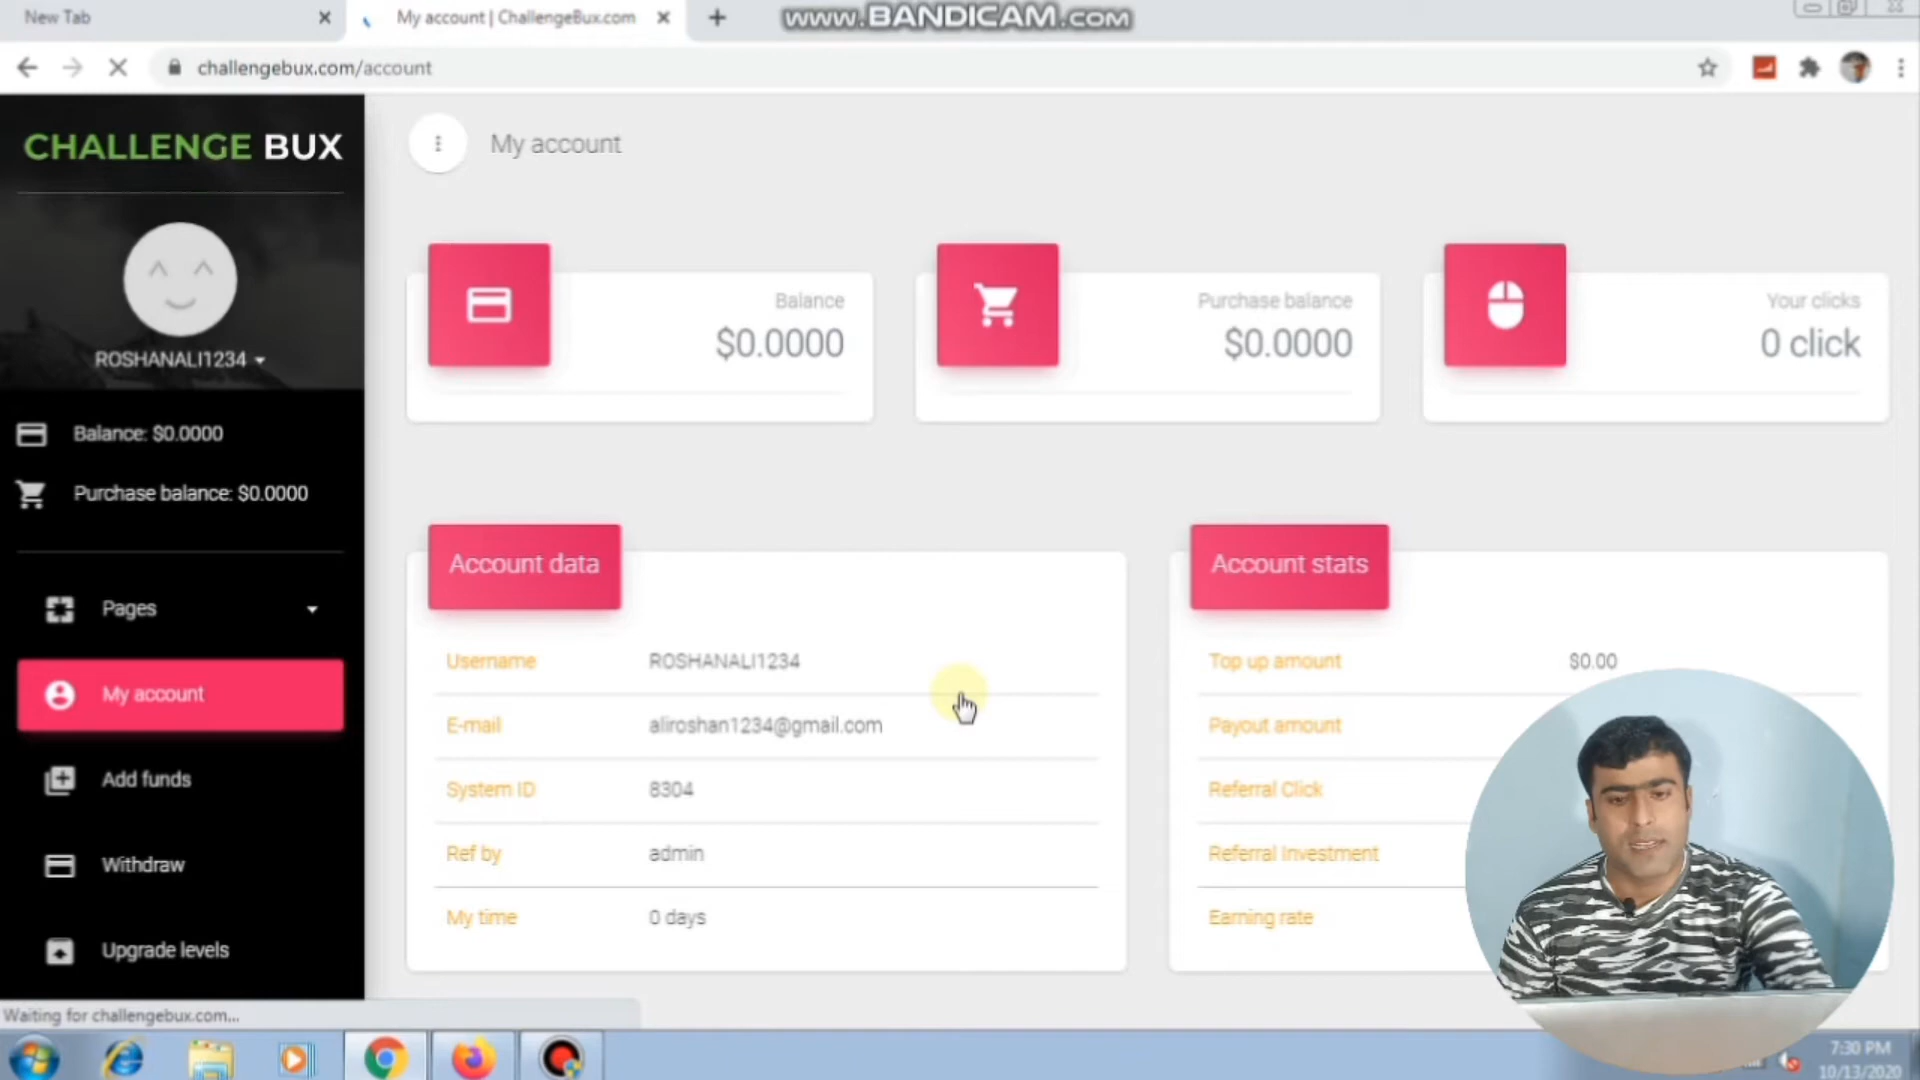 New Tab
My account | ChallengeBux.com
www.BANDICAM.com
challengebux.com/account
CHALLENGE BUX
ROSHANALI1234
Balance: $0.0000
Purchase balance: $0.0000
Pages
My account
Add funds
Withdraw
Upgrade levels
Waiting for challengebux.com...
My account
Balance
$0.0000
Purchase balance
$0.0000
Your clicks
0 click
Account data
Username ROSHANALI1234
E-mail aliroshan1234@gmail.com
System ID 8304
Ref by admin
My time 0 days
Account stats
Top up amount $0.00
Payout amount
Referral Click
Referral Investment
Earning rate
7:30 PM
10/13/2020